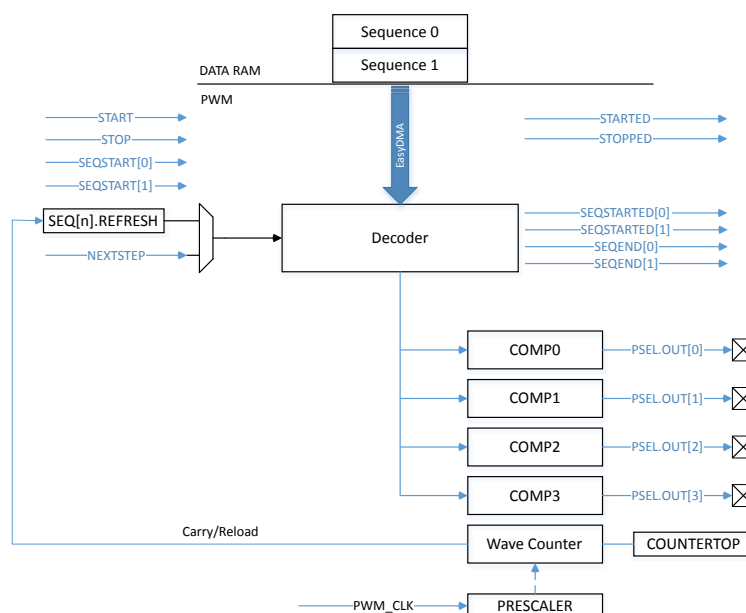 Sequence 0
Sequence 1
DATA RAM
PWM
START
STOP
SEQSTART[0]
SEQSTART[1]
EasyDMA
STARTED
STOPPED
SEQ[n].REFRESH
NEXTSTEP
Decoder
SEQSTARTED[0]
SEQSTARTED[1]
SEQEND[0]
SEQEND[1]
COMP0
PSEL.OUT[0]
COMP1
PSEL.OUT[1]
COMP2
PSEL.OUT[2]
COMP3
PSEL.OUT[3]
Carry/Reload
Wave Counter
COUNTERTOP
PWM_CLK
PRESCALER